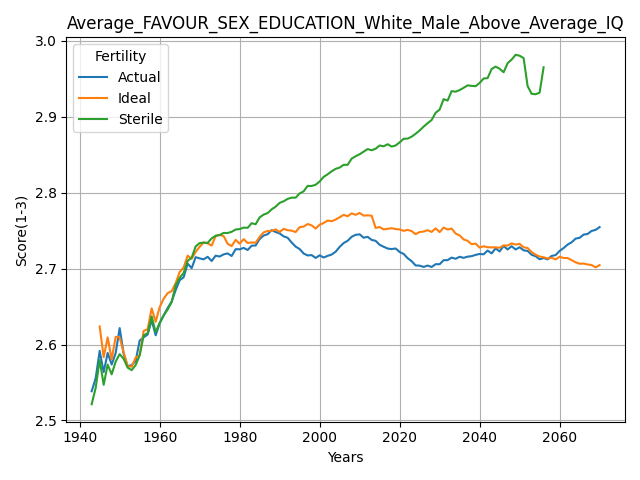 Average_FAVOUR_SEX_EDUCATION_White_Male_Above_Average_IQ
Fertility
Actual
Ideal
Sterile
Score(1-3)
3.0
2.9
2.8
2.7
2.6
2.5
1940 1960 1980 2000 2020 2040 2060
Years